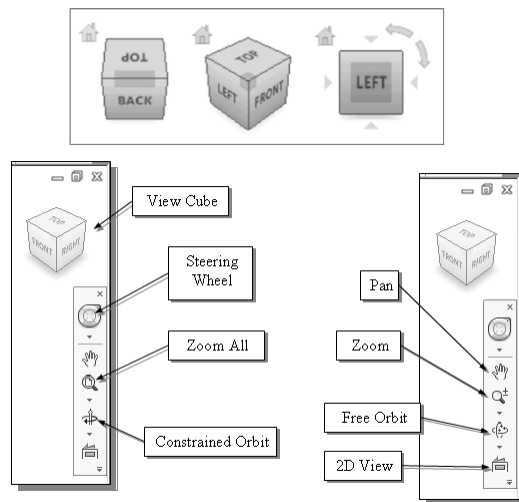 TOP
BACK
TOP
LEFT
FRONT
LEFT
TOP
FRONT
RIGHT
View Cube
Steering
Wheel
Zoom All
Constrained Orbit
TOP
FRONT
RIGHT
Pan
Zoom
Free Orbit
2D View